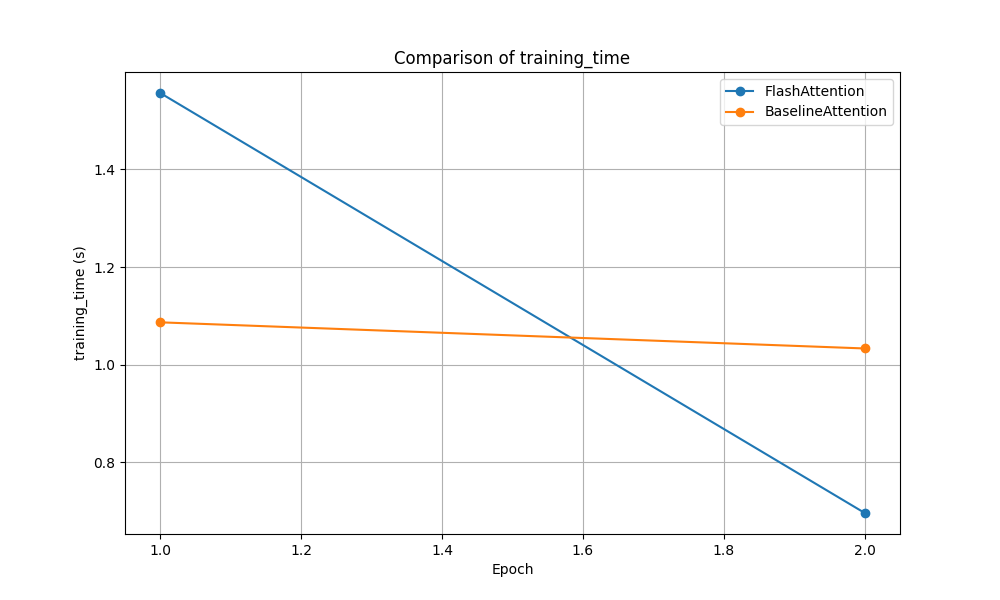 Comparison of training_time
FlashAttention
BaselineAttention
training_time (s)
1.4
1.2
1.0
0.8
1.0 1.2 1.4 1.6 1.8 2.0
Epoch